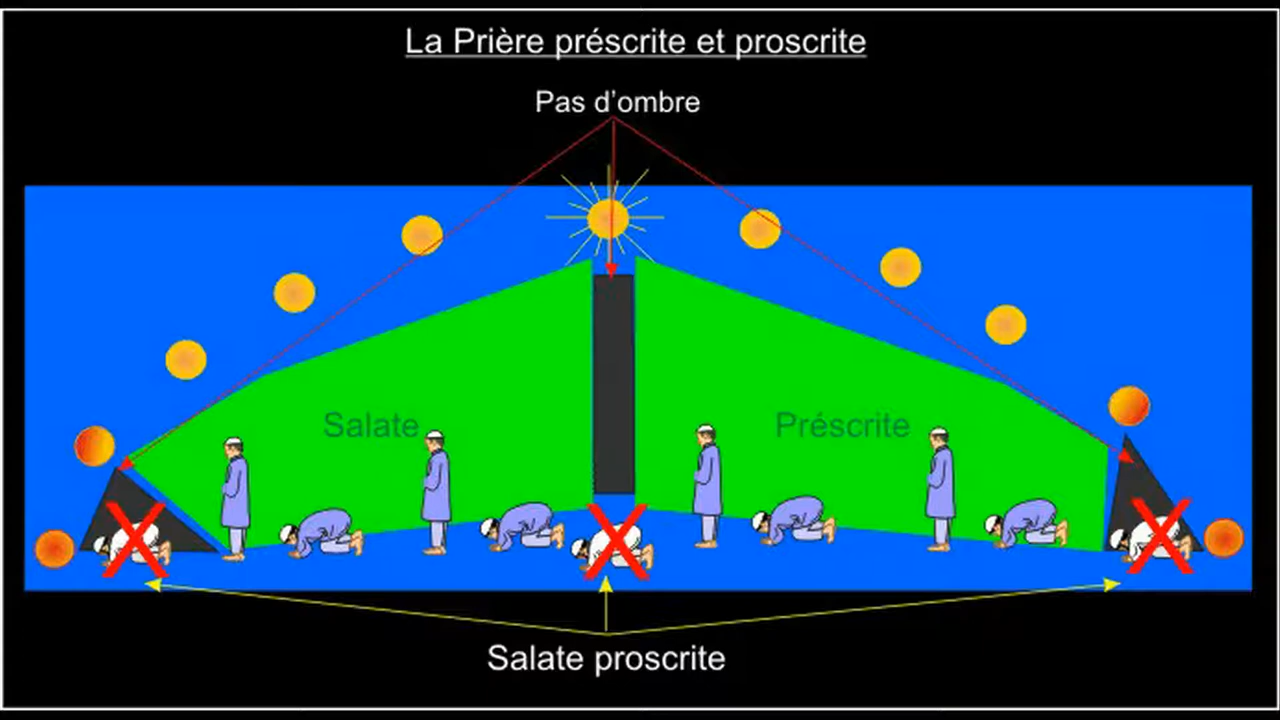 La Prière préscrite et proscrite
Pas d'ombre
Salate
Préscrite
Salate proscrite